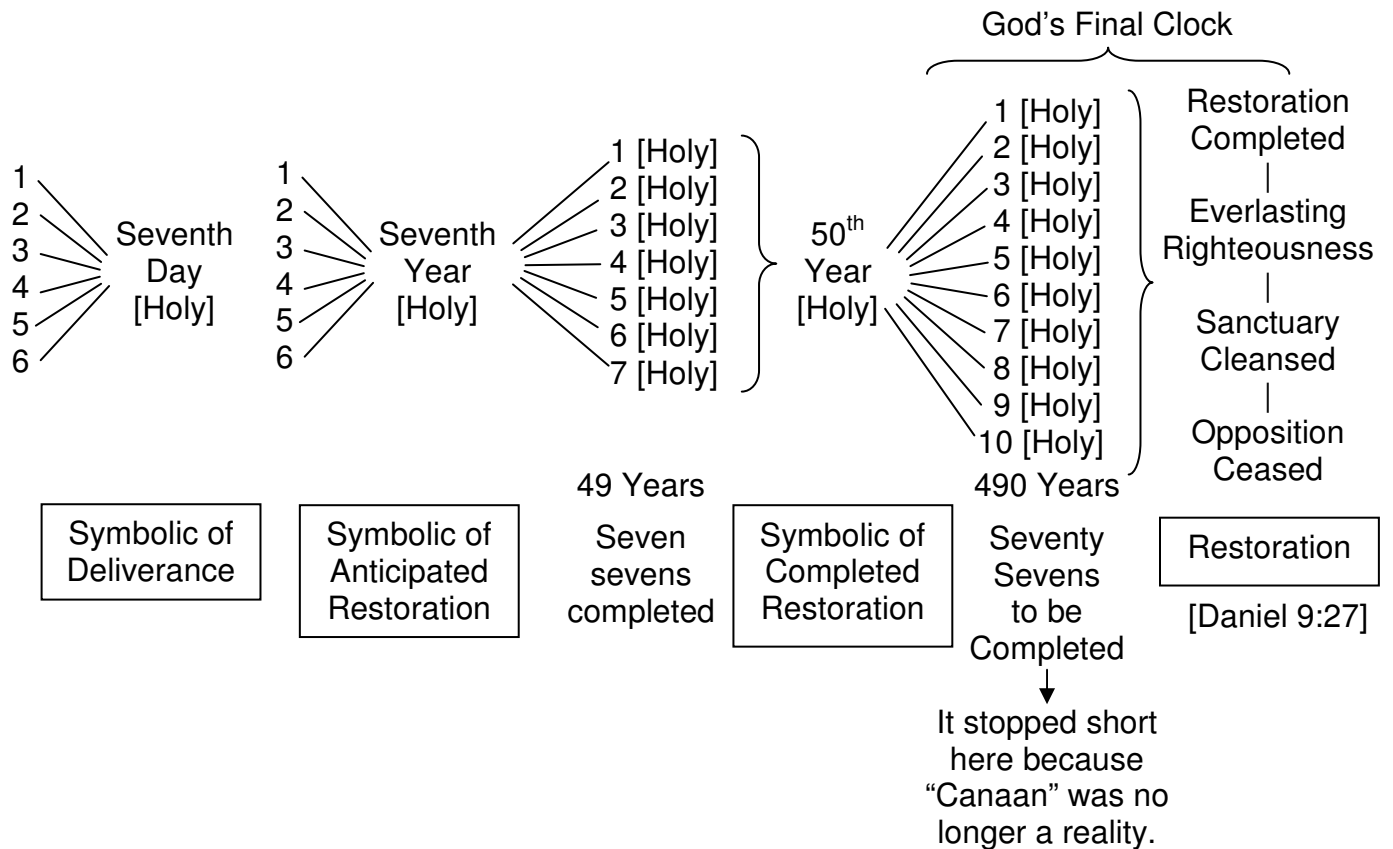 God’s Final Clock
1
2
3
4
5
6
Seventh
Day
[Holy]
1
2
3
4
5
6
Seventh
Year
[Holy]
1 [Holy]
2 [Holy]
3 [Holy]
4 [Holy]
5 [Holy]
6 [Holy]
7 [Holy]
50th
Year
[Holy]
1 [Holy]
2 [Holy]
3 [Holy]
4 [Holy]
5 [Holy]
6 [Holy]
7 [Holy]
8 [Holy]
9 [Holy]
10 [Holy]
Restoration
Completed
Everlasting
Righteousness
Sanctuary
Cleansed
Opposition
Ceased
Symbolic of
Deliverance
Symbolic of
Anticipated
Restoration
49 Years
Seven
sevens
completed
Symbolic of
Completed
Restoration
490 Years
Seventy
Sevens
to be
Completed
It stopped short
here because
“Canaan” was no
longer a reality.
Restoration
[Daniel 9:27]